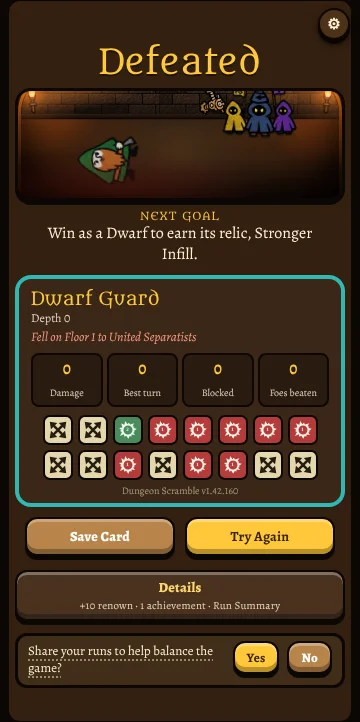 Defeated
NEXT GOAL
Win as a Dwarf to earn its relic, Stronger
Infill.
Dwarf Guard
Depth 0
Fell on Floor 1 to United Separatists
0 0 0 0
Damage Best turn Blocked Foes beaten
Dungeon Scramble v1.42.160
Save Card Try Again
Details
+10 renown · 1 achievement · Run Summary
Share your runs to help balance the
game?
Yes No